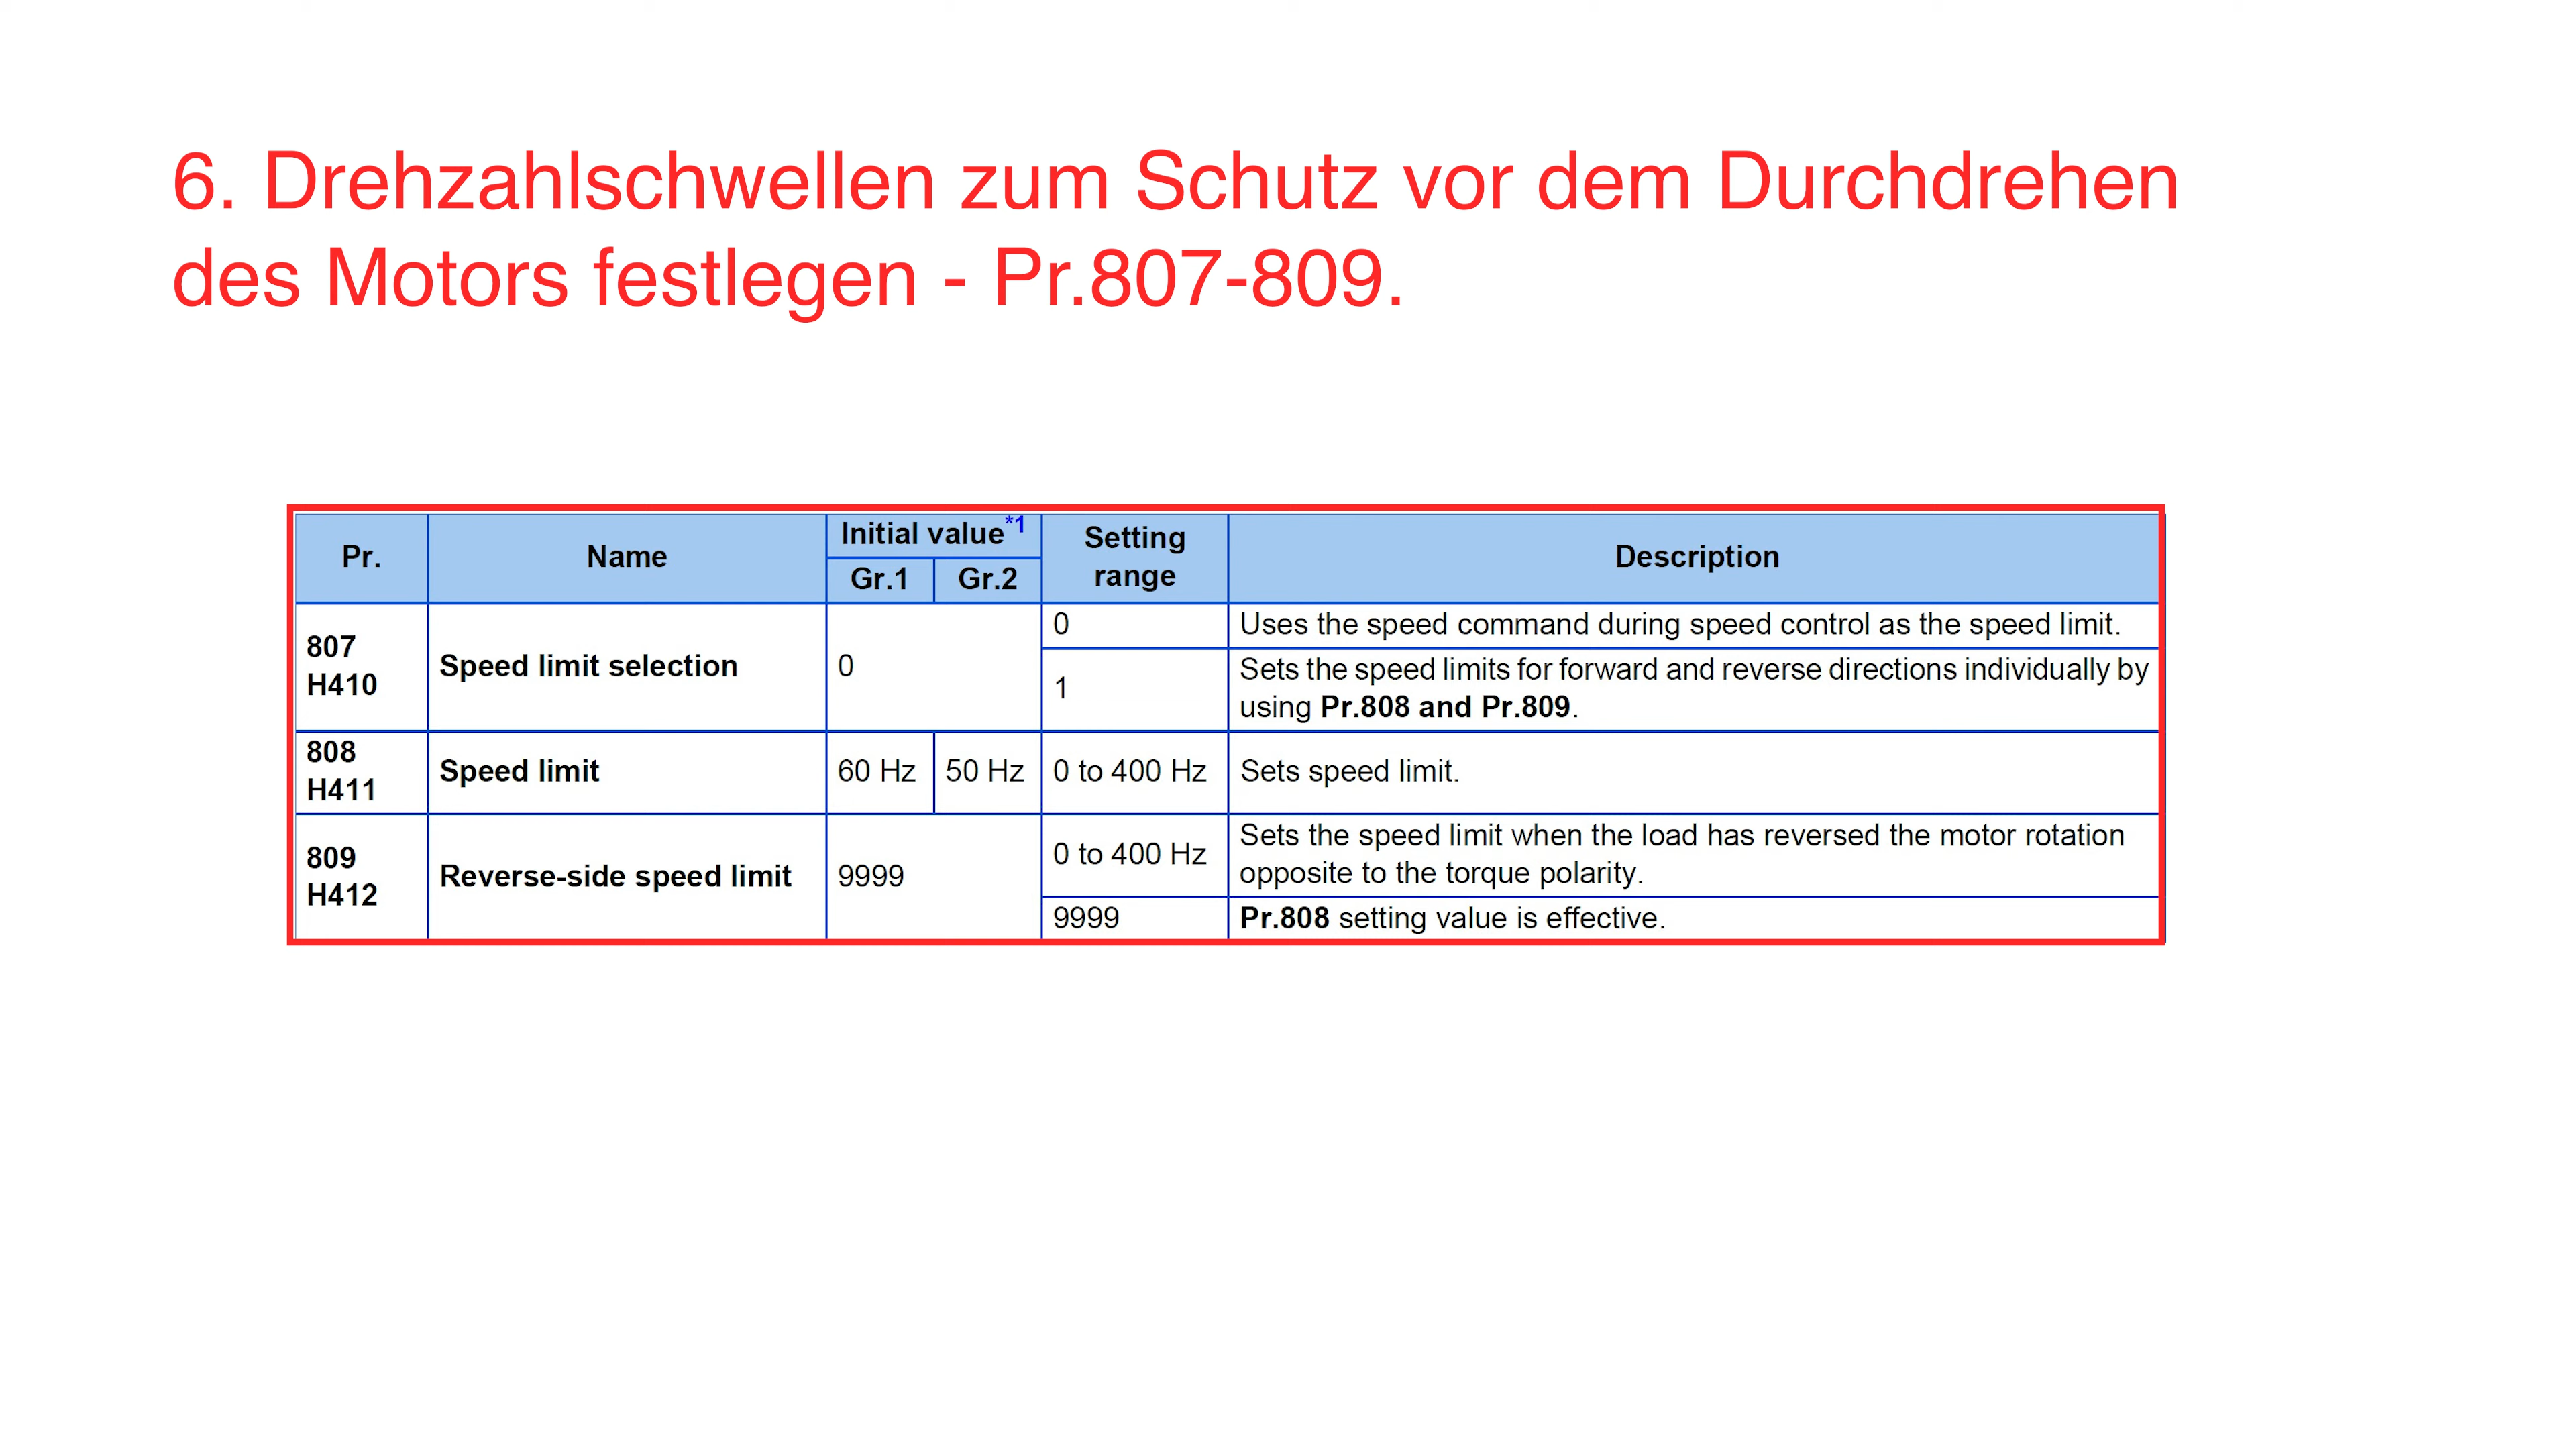 6. Drehzahlschwellen zum Schutz vor dem Durchdrehen
des Motors festlegen - Pr.807-809.
Pr.
Name
Initial value*1
Gr.1
Gr.2
Setting
range
Description
807
H410
Speed limit selection
0
0
Uses the speed command during speed control as the speed limit.
1
Sets the speed limits for forward and reverse directions individually by
using Pr.808 and Pr.809.
808
H411
Speed limit
60 Hz
50 Hz
0 to 400 Hz
Sets speed limit.
809
H412
Reverse-side speed limit
9999
0 to 400 Hz
Sets the speed limit when the load has reversed the motor rotation
opposite to the torque polarity.
9999
Pr.808 setting value is effective.